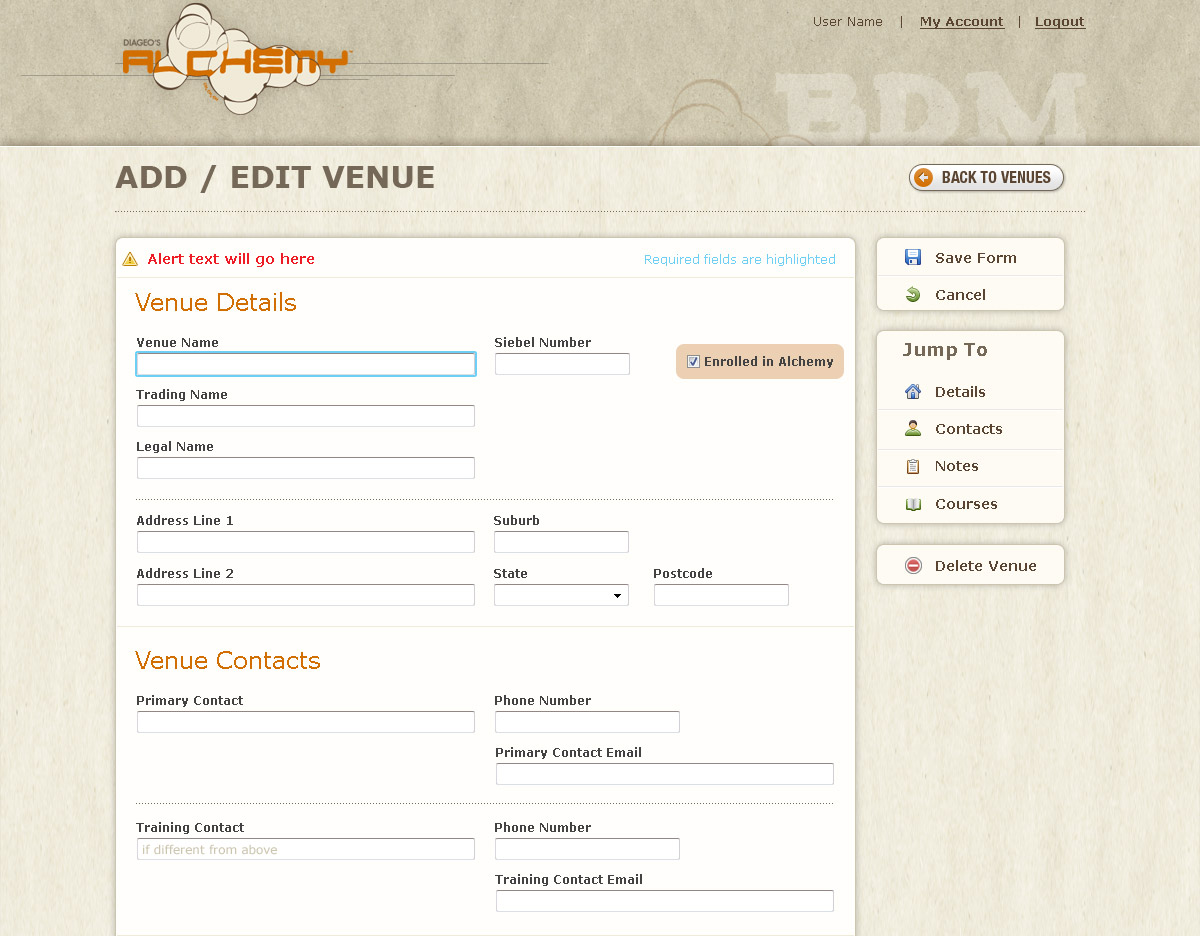 User Name | My Account | Logout
DIAGEO'S
ALCHEMY
BDM
ADD / EDIT VENUE
BACK TO VENUES
Alert text will go here
Required fields are highlighted
Venue Details
Venue Name
Siebel Number
Enrolled in Alchemy
Trading Name
Legal Name
Address Line 1
Suburb
Address Line 2
State
Postcode
Venue Contacts
Primary Contact
Phone Number
Primary Contact Email
Training Contact
Phone Number
if different from above
Training Contact Email
Save Form
Cancel
Jump To
Details
Contacts
Notes
Courses
Delete Venue